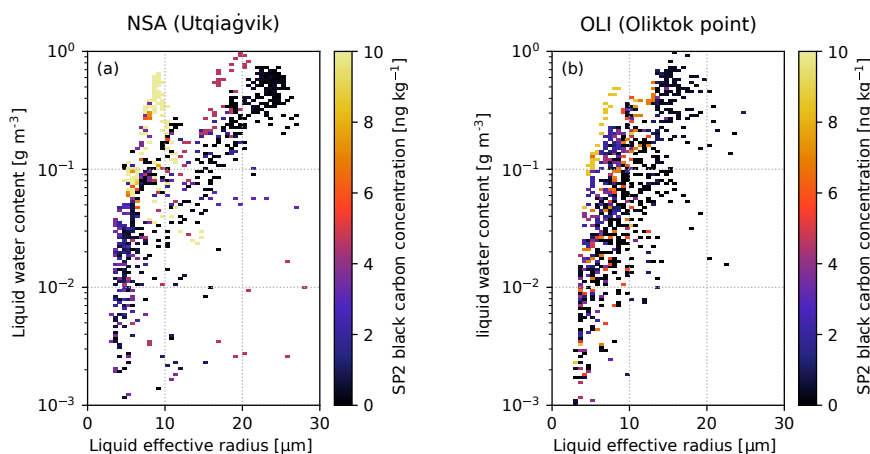 NSA (Utqiaġvik)
(a)
10⁰
10⁻¹
10⁻²
10⁻³
Liquid water content [g m⁻³]
0 10 20 30
Liquid effective radius [μm]
10
8
6
4
2
0
SP2 black carbon concentration [ng kg⁻¹]
OLI (Oliktok point)
(b)
10⁰
10⁻¹
10⁻²
10⁻³
liquid water content [g m⁻³]
0 10 20 30
Liquid effective radius [μm]
10
8
6
4
2
0
SP2 black carbon concentration [ng kg⁻¹]